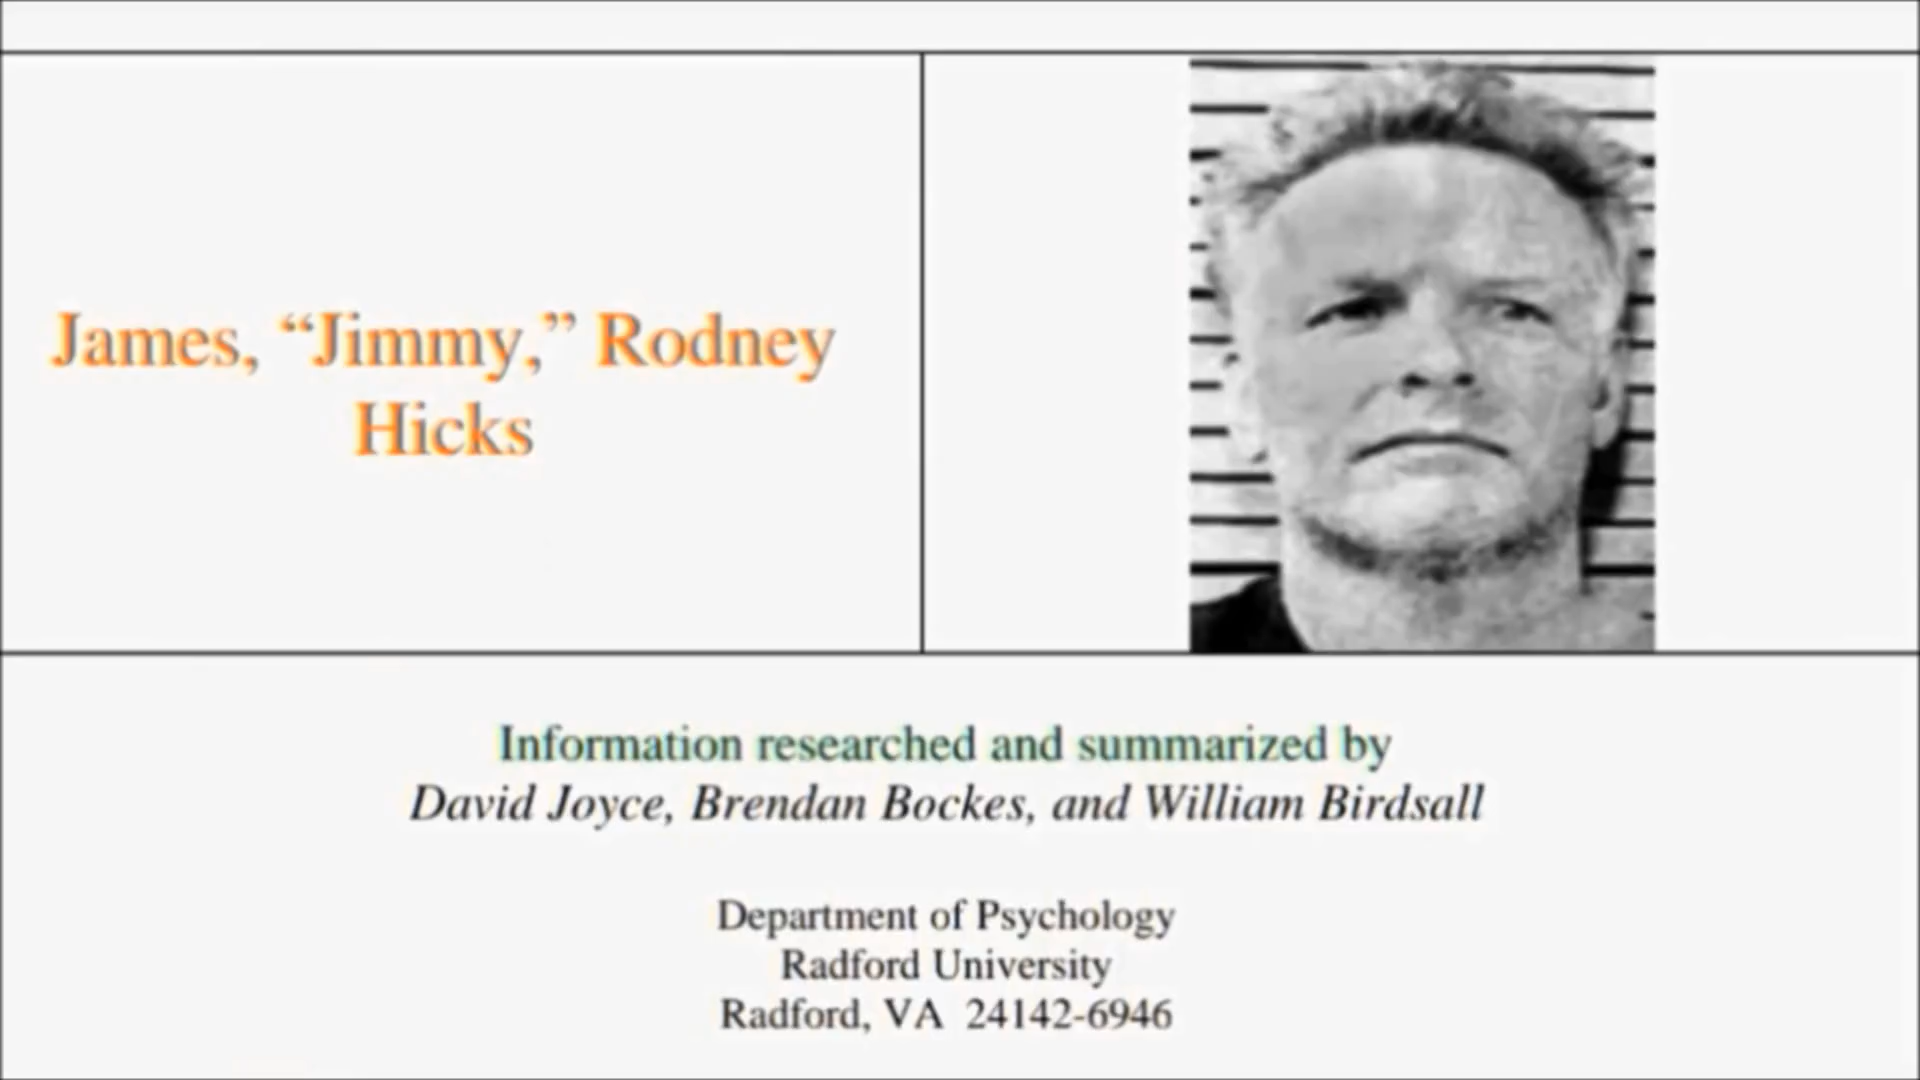 James, “Jimmy,” Rodney
Hicks
Information researched and summarized by
David Joyce, Brendan Bockes, and William Birdsall
Department of Psychology
Radford University
Radford, VA 24142-6946